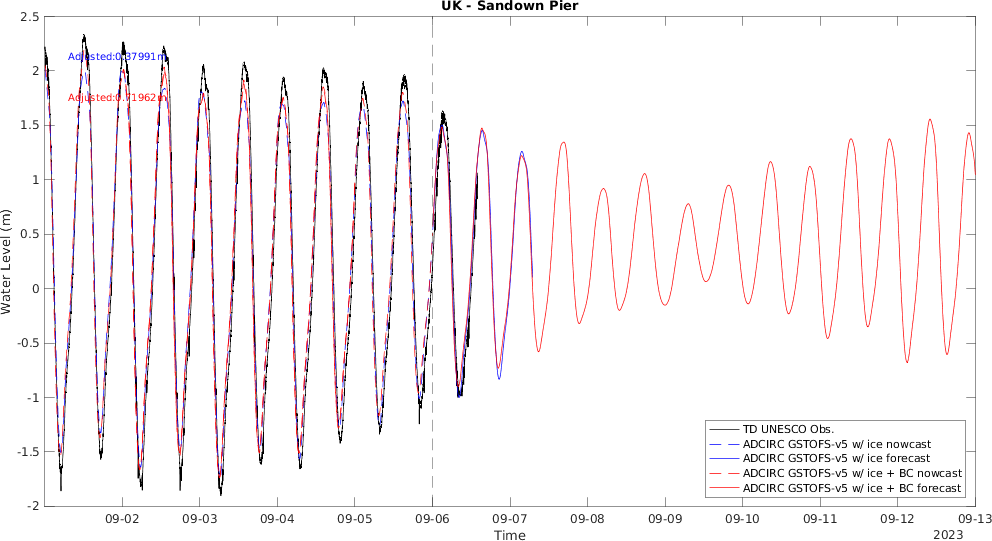 UK - Sandown Pier
2.5
2
1.5
1
0.5
0
-0.5
-1
-1.5
-2
Water Level (m)
Adjusted:0.37991m
Adjusted:0.71962m
TD UNESCO Obs.
ADCIRC GSTOFS-v5 w/ ice nowcast
ADCIRC GSTOFS-v5 w/ ice forecast
ADCIRC GSTOFS-v5 w/ ice + BC nowcast
ADCIRC GSTOFS-v5 w/ ice + BC forecast
09-02 09-03 09-04 09-05 09-06 09-07 09-08 09-09 09-10 09-11 09-12 09-13
Time
2023